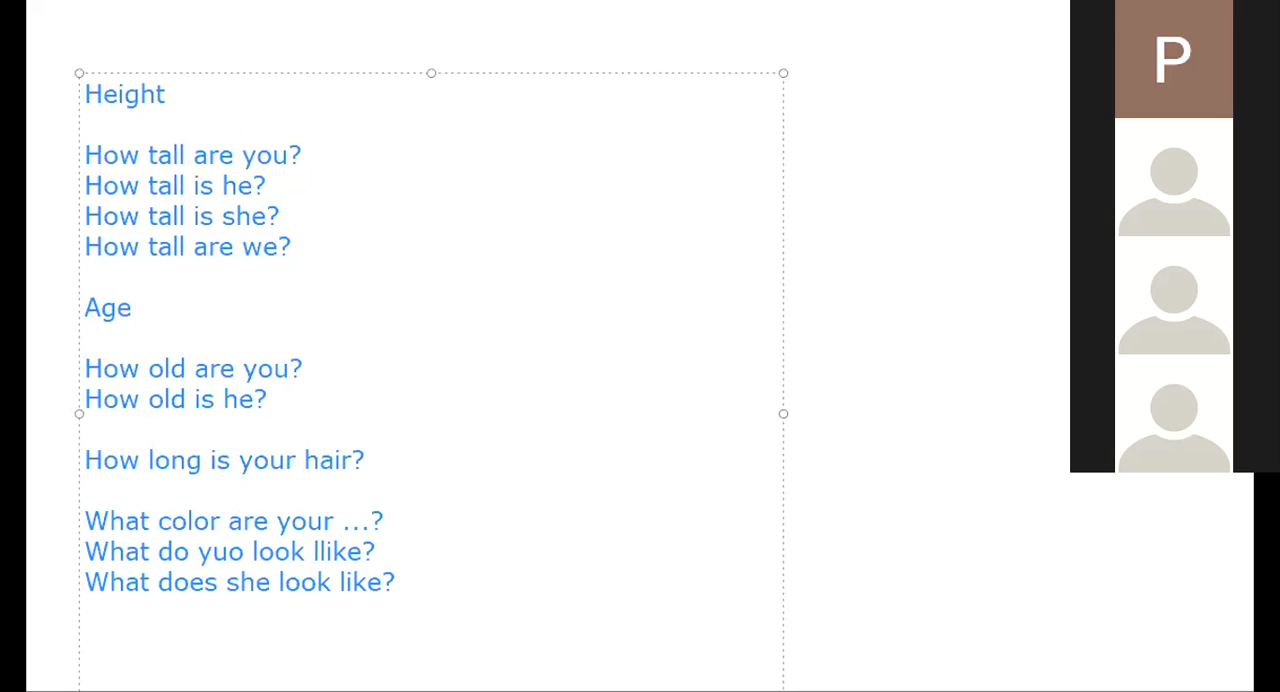 Height
How tall are you?
How tall is he?
How tall is she?
How tall are we?
Age
How old are you?
How old is he?
How long is your hair?
What color are your ...?
What do yuo look llike?
What does she look like?
P